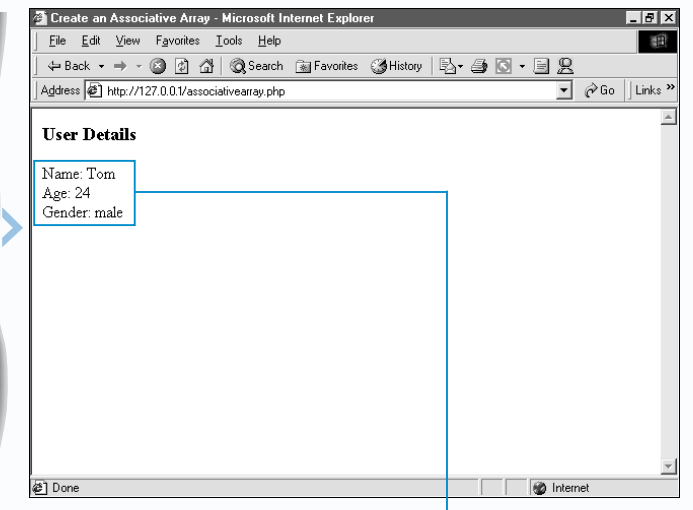 Create an Associative Array - Microsoft Internet Explorer
File Edit View Favorites Tools Help
Back Search Favorites History
Address http://127.0.0.1/associativearray.php Go Links »
User Details
Name: Tom
Age: 24
Gender: male
Done Internet